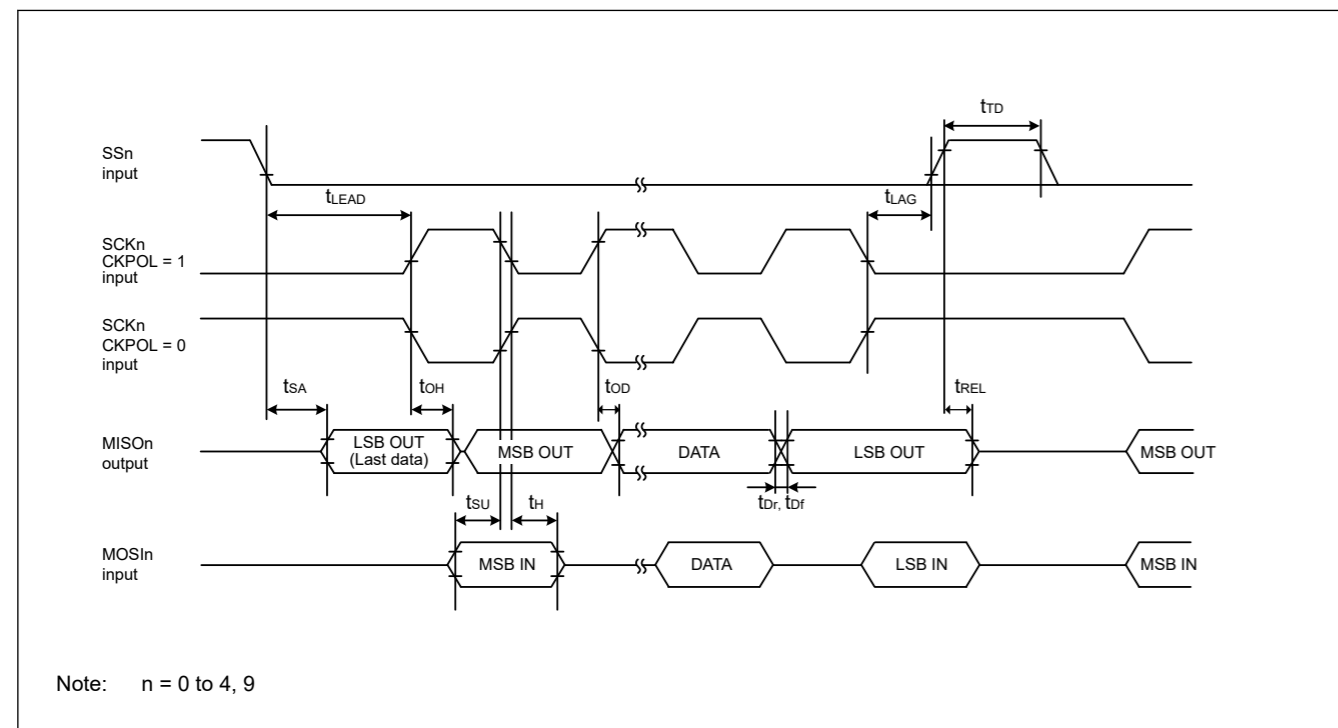 tTD
SSn
input
tLEAD
tLAG
SCKn
CKPOL = 1
input
SCKn
CKPOL = 0
input
tSA
tOH
tOD
tREL
MISOn
output
LSB OUT
(Last data)
MSB OUT
DATA
LSB OUT
MSB OUT
tSU
tH
tDr, tDf
MOSIn
input
MSB IN
DATA
LSB IN
MSB IN
Note: n = 0 to 4, 9